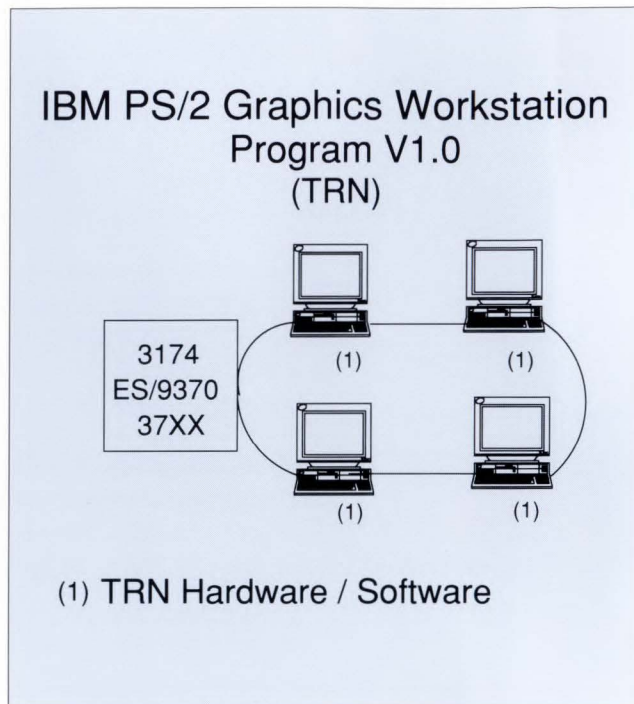 IBM PS/2 Graphics Workstation
Program V1.0
(TRN)
3174
ES/9370
37XX
(1)
(1)
(1)
(1)
(1) TRN Hardware / Software